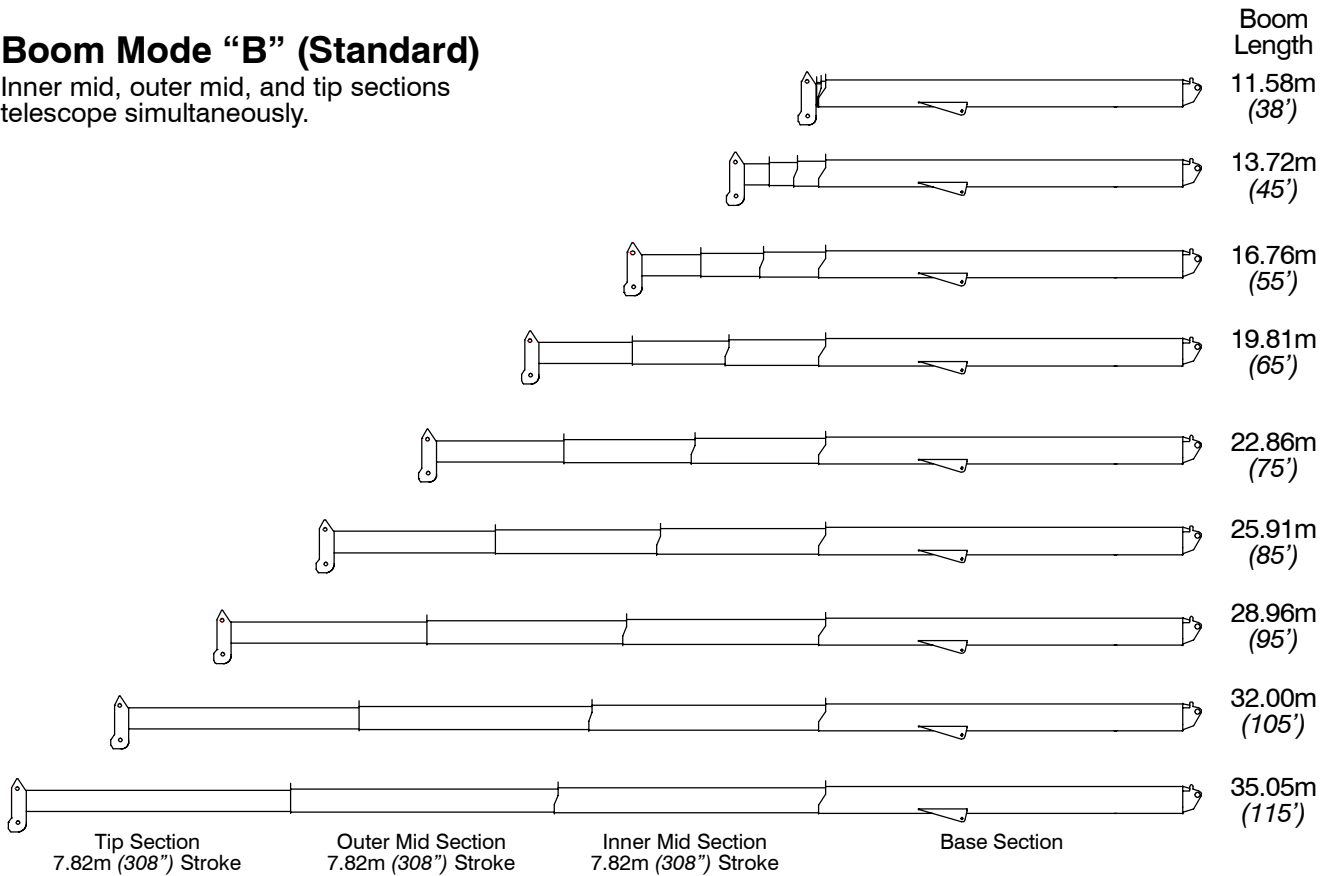 Boom Mode “B” (Standard)
Inner mid, outer mid, and tip sections
telescope simultaneously.
Boom
Length
11.58m
(38’)
13.72m
(45’)
16.76m
(55’)
19.81m
(65’)
22.86m
(75’)
25.91m
(85’)
28.96m
(95’)
32.00m
(105’)
35.05m
(115’)
Tip Section
7.82m (308”) Stroke
Outer Mid Section
7.82m (308”) Stroke
Inner Mid Section
7.82m (308”) Stroke
Base Section